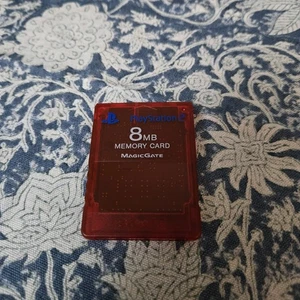 PlayStation 2
8MB
MEMORY CARD
MAGICGATE